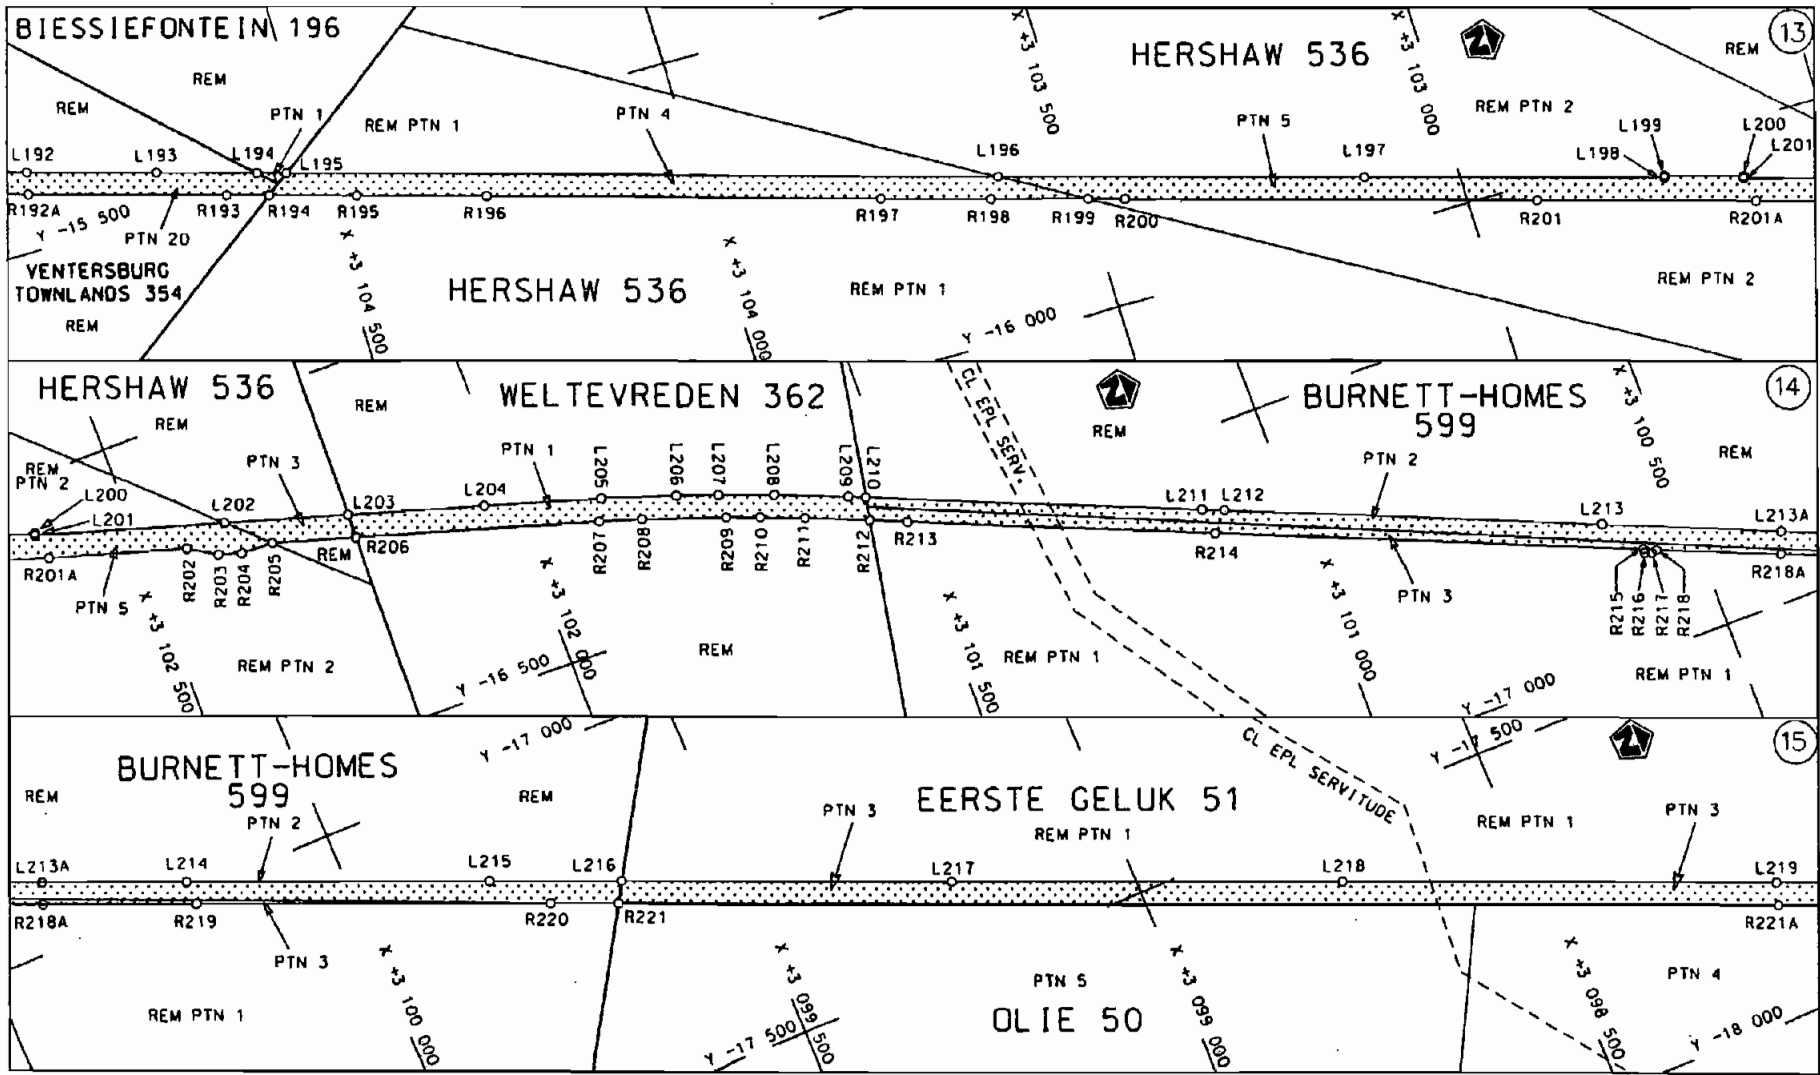 BIESSIEFONTEIN 196
HERSHAW 536
13
REM
REM
REM
PTN 1
REM PTN 1
PTN 4
X +3 103 500
X +3 103 000
PTN 5
REM PTN 2
L192
L193
L194
L195
L196
L197
L198
L199
L200
L201
R192A
R193
R194
R195
R196
R197
R198
R199
R200
R201
R201A
Y -15 500
PTN 20
VENTERSBURG
TOWNLANDS 354
REM
X +3 104 500
HERSHAW 536
X +3 104 000
REM PTN 1
Y -16 000
REM PTN 2
HERSHAW 536
WELTEVREDEN 362
BURNETT-HOMES
599
14
REM
REM
REM
REM
REM
PTN 2
PTN 3
PTN 1
CL EPL SERV.
PTN 2
X +3 100 500
L200
L201
L202
L203
L204
L205
L206
L207
L208
L209
L210
L211
L212
L213
L213A
R201A
R202
R203
R204
R205
REM
R206
R207
R208
R209
R210
R211
R212
R213
R214
R215
R216
R217
R218
R218A
PTN 5
X +3 102 500
REM PTN 2
Y -16 500
X +3 102 000
REM
X +3 101 500
REM PTN 1
X +3 101 000
PTN 3
Y -17 000
REM PTN 1
BURNETT-HOMES
599
Y -17 000
EERSTE GELUK 51
CL EPL SERVITUDE
Y -17 500
15
REM
PTN 2
REM
PTN 3
REM PTN 1
REM PTN 1
PTN 3
L213A
L214
L215
L216
L217
L218
L219
R218A
R219
R220
R221
R221A
PTN 3
REM PTN 1
X +3 100 000
Y -17 500
X +3 099 500
PTN 5
OLIE 50
X +3 099 000
X +3 098 500
PTN 4
Y -18 000